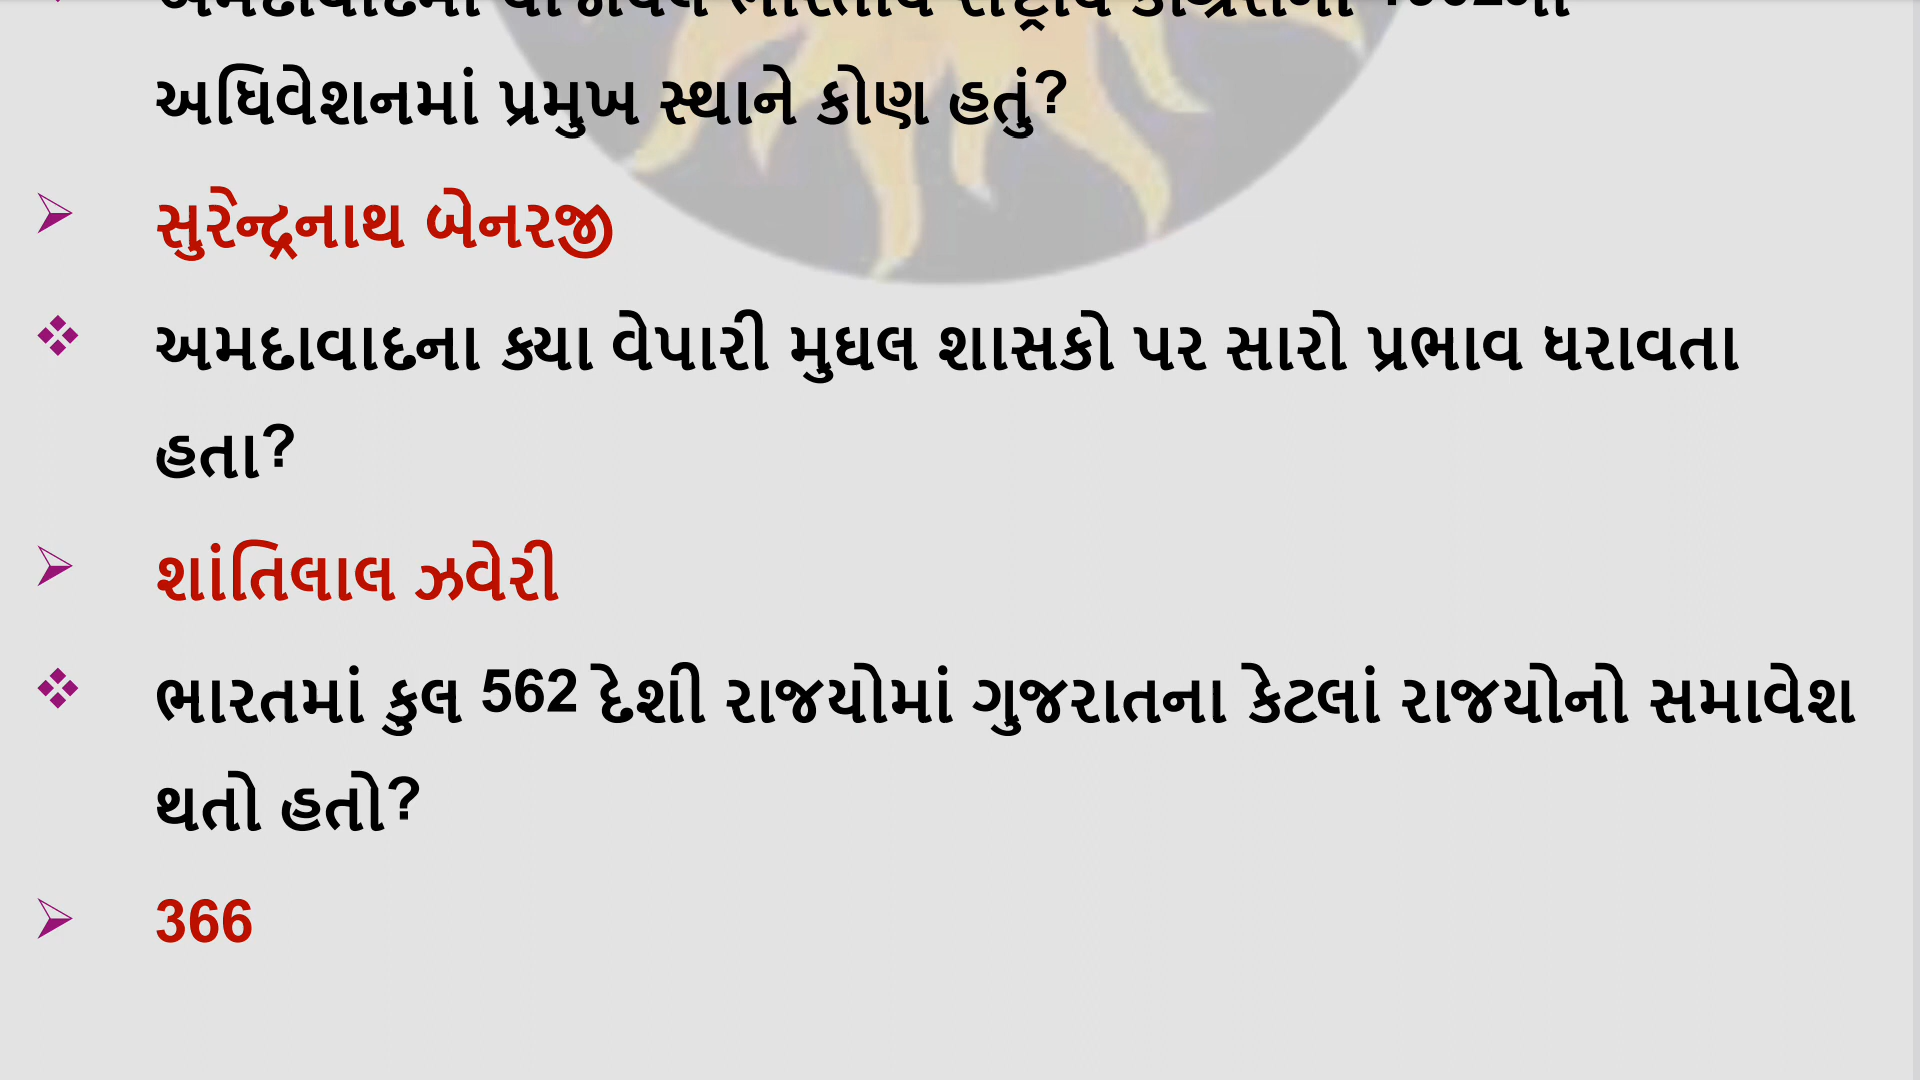 અધિવેશનમાં પ્રમુખ સ્થાને કોણ હતું?
સુરેન્દ્રનાથ બેનરજી
અમદાવાદના ક્યા વેપારી મુઘલ શાસકો પર સારો પ્રભાવ ધરાવતા
હતા?
શાંતિલાલ ઝવેરી
ભારતમાં કુલ 562 દેશી રાજયોમાં ગુજરાતના કેટલાં રાજયોનો સમાવેશ
થતો હતો?
366